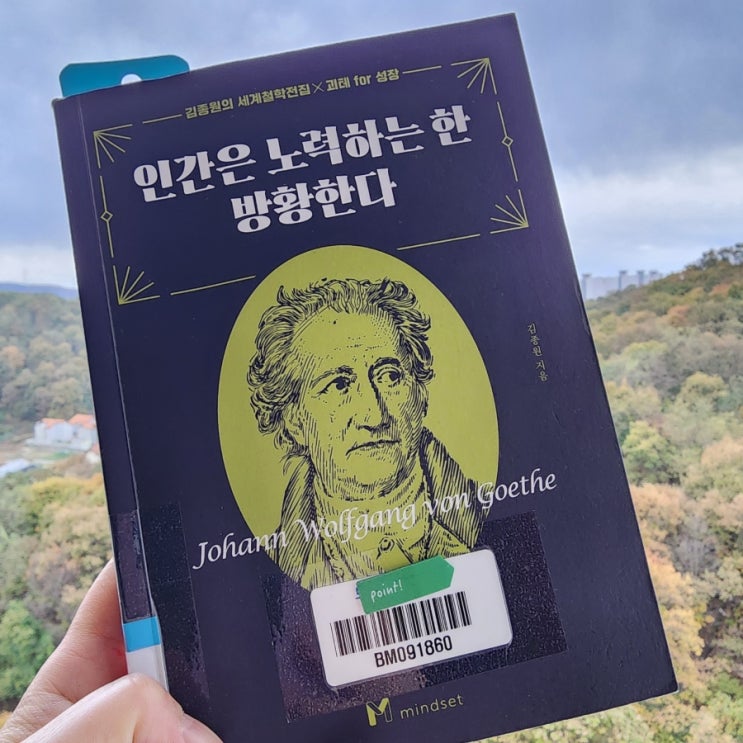 김종원의 세계철학전집 × 괴테 for 성장
인간은 노력하는 한
방황한다
김종원 지음
Johann Wolfgang von Goethe
point!
BM091860
mindset